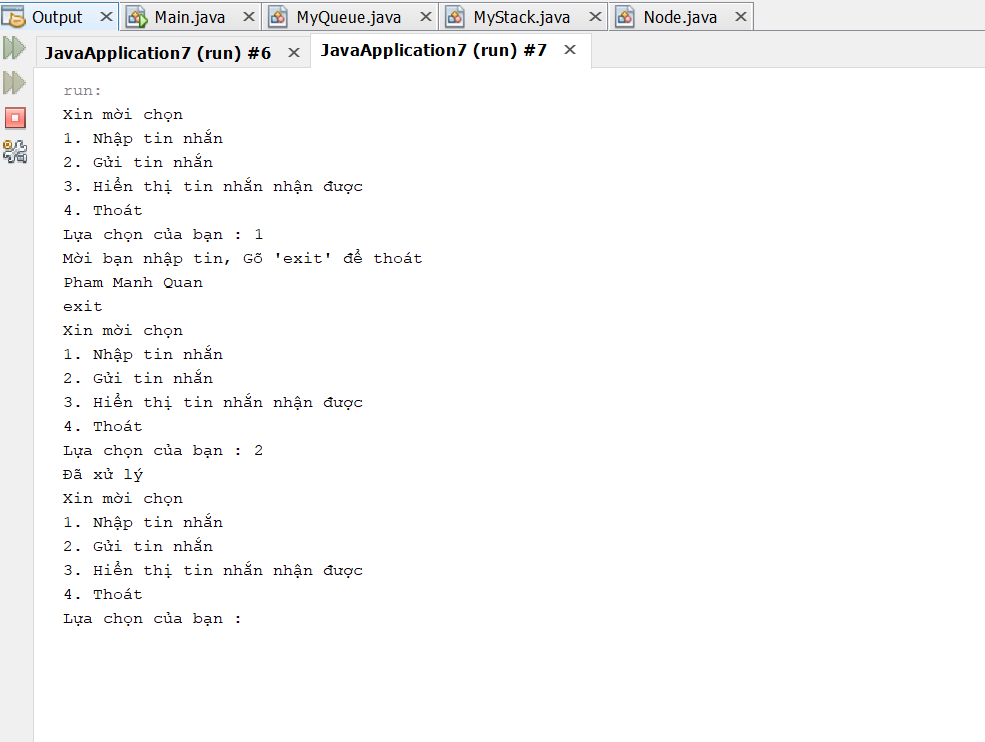 Output Main.java MyQueue.java MyStack.java Node.java
JavaApplication7 (run) #6 JavaApplication7 (run) #7
run:
Xin mời chọn
1. Nhập tin nhắn
2. Gửi tin nhắn
3. Hiển thị tin nhắn nhận được
4. Thoát
Lựa chọn của bạn : 1
Mời bạn nhập tin, Gõ 'exit' để thoát
Pham Manh Quan
exit
Xin mời chọn
1. Nhập tin nhắn
2. Gửi tin nhắn
3. Hiển thị tin nhắn nhận được
4. Thoát
Lựa chọn của bạn : 2
Đã xử lý
Xin mời chọn
1. Nhập tin nhắn
2. Gửi tin nhắn
3. Hiển thị tin nhắn nhận được
4. Thoát
Lựa chọn của bạn :